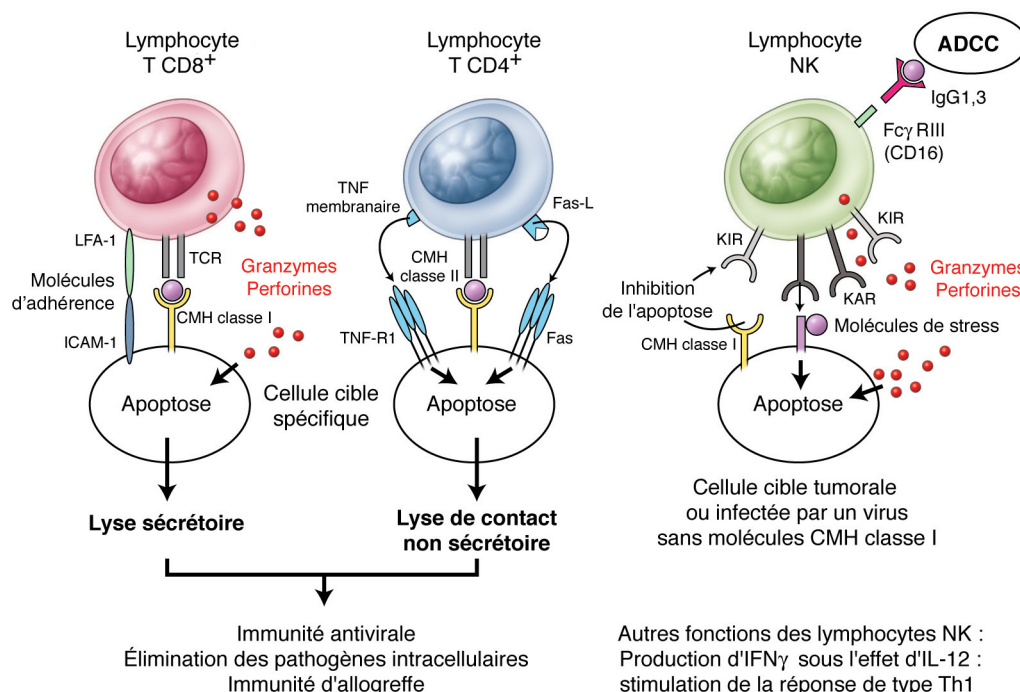 Lymphocyte
T CD8+
LFA-1
TCR
Granzymes
Perforines
Molécules
d'adhérence
CMH classe I
ICAM-1
Apoptose
Cellule cible
spécifique
Lyse sécrétoire
Lymphocyte
T CD4+
TNF
membranaire
Fas-L
CMH
classe II
TNF-R1
Fas
Apoptose
Lyse de contact
non sécrétoire
Immunité antivirale
Élimination des pathogènes intracellulaires
Immunité d'allogreffe
Lymphocyte
NK
ADCC
IgG1,3
Fcγ RIII
(CD16)
KIR
KIR
KAR
Granzymes
Perforines
Inhibition
de l'apoptose
CMH classe I
Molécules de stress
Apoptose
Cellule cible tumorale
ou infectée par un virus
sans molécules CMH classe I
Autres fonctions des lymphocytes NK :
Production d'IFNγ sous l'effet d'IL-12 :
stimulation de la réponse de type Th1